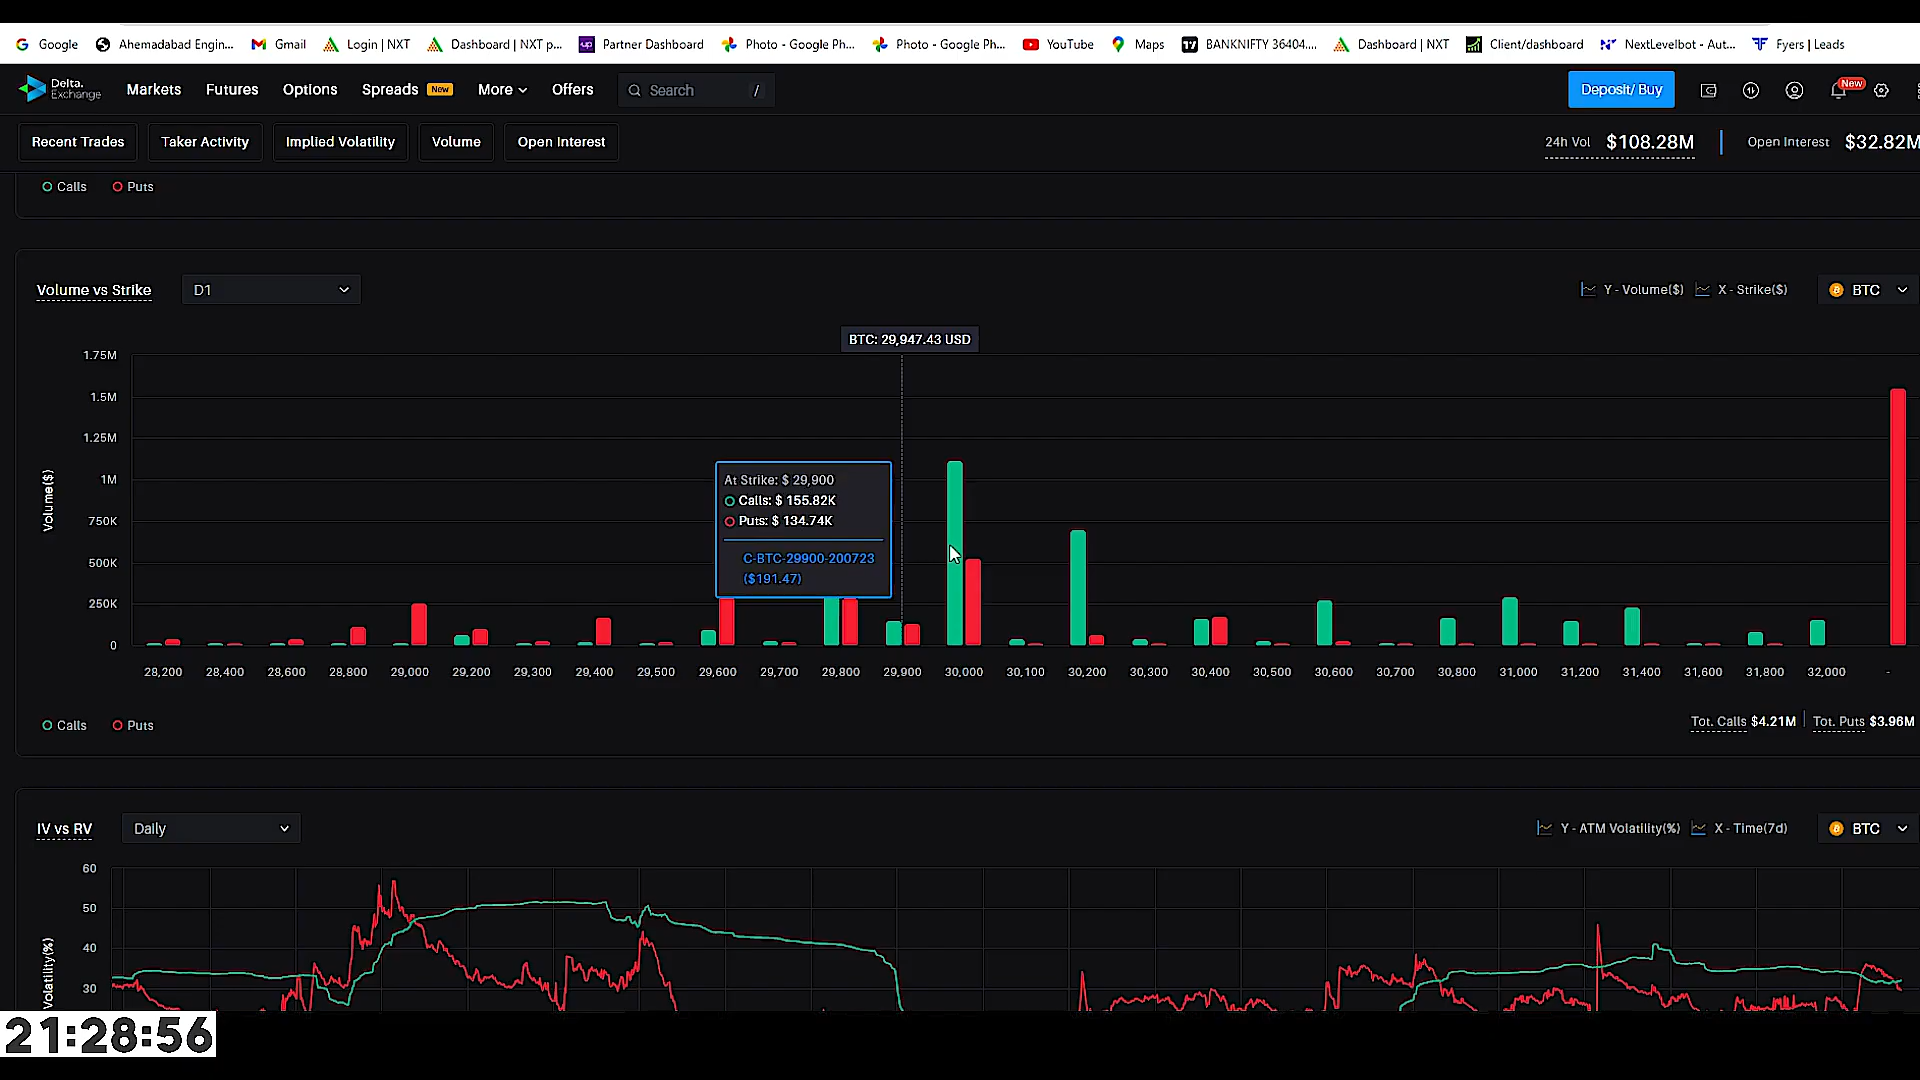 Google Ahemadabad Engin... Gmail Login | NXT Dashboard | NXT p... Partner Dashboard Photo - Google Ph... Photo - Google Ph... YouTube Maps BANKNIFTY 36404.... Dashboard | NXT Client/dashboard NextLevelbot - Aut... Fyers | Leads
Delta. Exchange Markets Futures Options Spreads New More Offers Search / Deposit/ Buy New
Recent Trades Taker Activity Implied Volatility Volume Open Interest 24h Vol $108.28M Open Interest $32.82M
Calls Puts
Volume vs Strike D1 Y - Volume($) X - Strike($) BTC
BTC: 29,947.43 USD
1.75M
1.5M
1.25M
1M
750K
500K
250K
0
Volume($)
At Strike: $ 29,900
Calls: $ 155.82K
Puts: $ 134.74K
C-BTC-29900-200723
($191.47)
28,200 28,400 28,600 28,800 29,000 29,200 29,300 29,400 29,500 29,600 29,700 29,800 29,900 30,000 30,100 30,200 30,300 30,400 30,500 30,600 30,700 30,800 31,000 31,200 31,400 31,600 31,800 32,000 -
Calls Puts Tot. Calls $4.21M Tot. Puts $3.96M
IV vs RV Daily Y - ATM Volatility(%) X - Time(7d) BTC
60
50
40
30
Volatility(%)
21:28:56